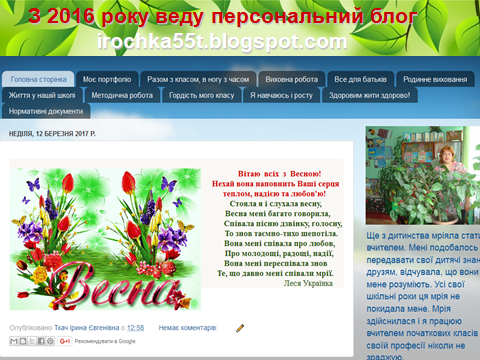 З 2016 року веду персональний блог
irochka55t.blogspot.com
Головна сторінка
Моє портфоліо
Разом з класом, в ногу з часом
Виховна робота
Все для батьків
Родинне виховання
Життя у нашій школі
Методична робота
Гордість мого класу
Я навчаюсь і росту
Здоровим жити здорово!
Нормативні документи
НЕДІЛЯ, 12 БЕРЕЗНЯ 2017 Р.
Вітаю всіх з Весною!
Нехай вона наповнить Ваші серця
теплом, надією та любов'ю!
Стояла я і слухала весну,
Весна мені багато говорила,
Співала пісню дзвінку, голосну,
То знов таємно-тихо шепотіла.
Вона мені співала про любов,
Про молодощі, радощі, надії,
Вона мені переспівала знов
Те, що давно мені співали мрії.
Леся Українка
Весна
Опубліковано Ткач Ірина Євгенівна о 12:58
Немає коментарів:
Рекомендувати в Google
Ще з дитинства мріяла стати
вчителем. Мені подобалось
передавати свої дитячі знан
друзям, відчувала, що вони
мене розуміють. Усі свої
шкільні роки ця мрія не
покидала мене. Мрія
здійснилася і я працюю
вчителем початкових класів
своїй професії ніколи не
зраджую